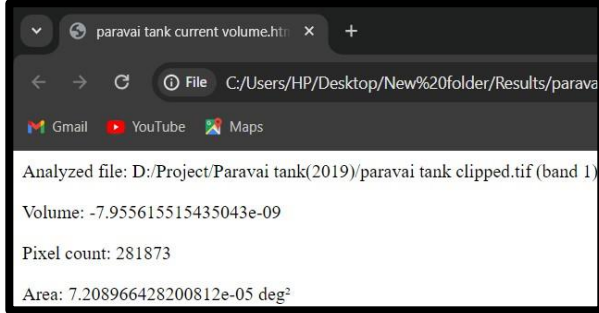 paravai tank current volume.htm
File C:/Users/HP/Desktop/New%20folder/Results/parava
Gmail YouTube Maps
Analyzed file: D:/Project/Paravai tank(2019)/paravai tank clipped.tif (band 1)
Volume: -7.955615515435043e-09
Pixel count: 281873
Area: 7.208966428200812e-05 deg²